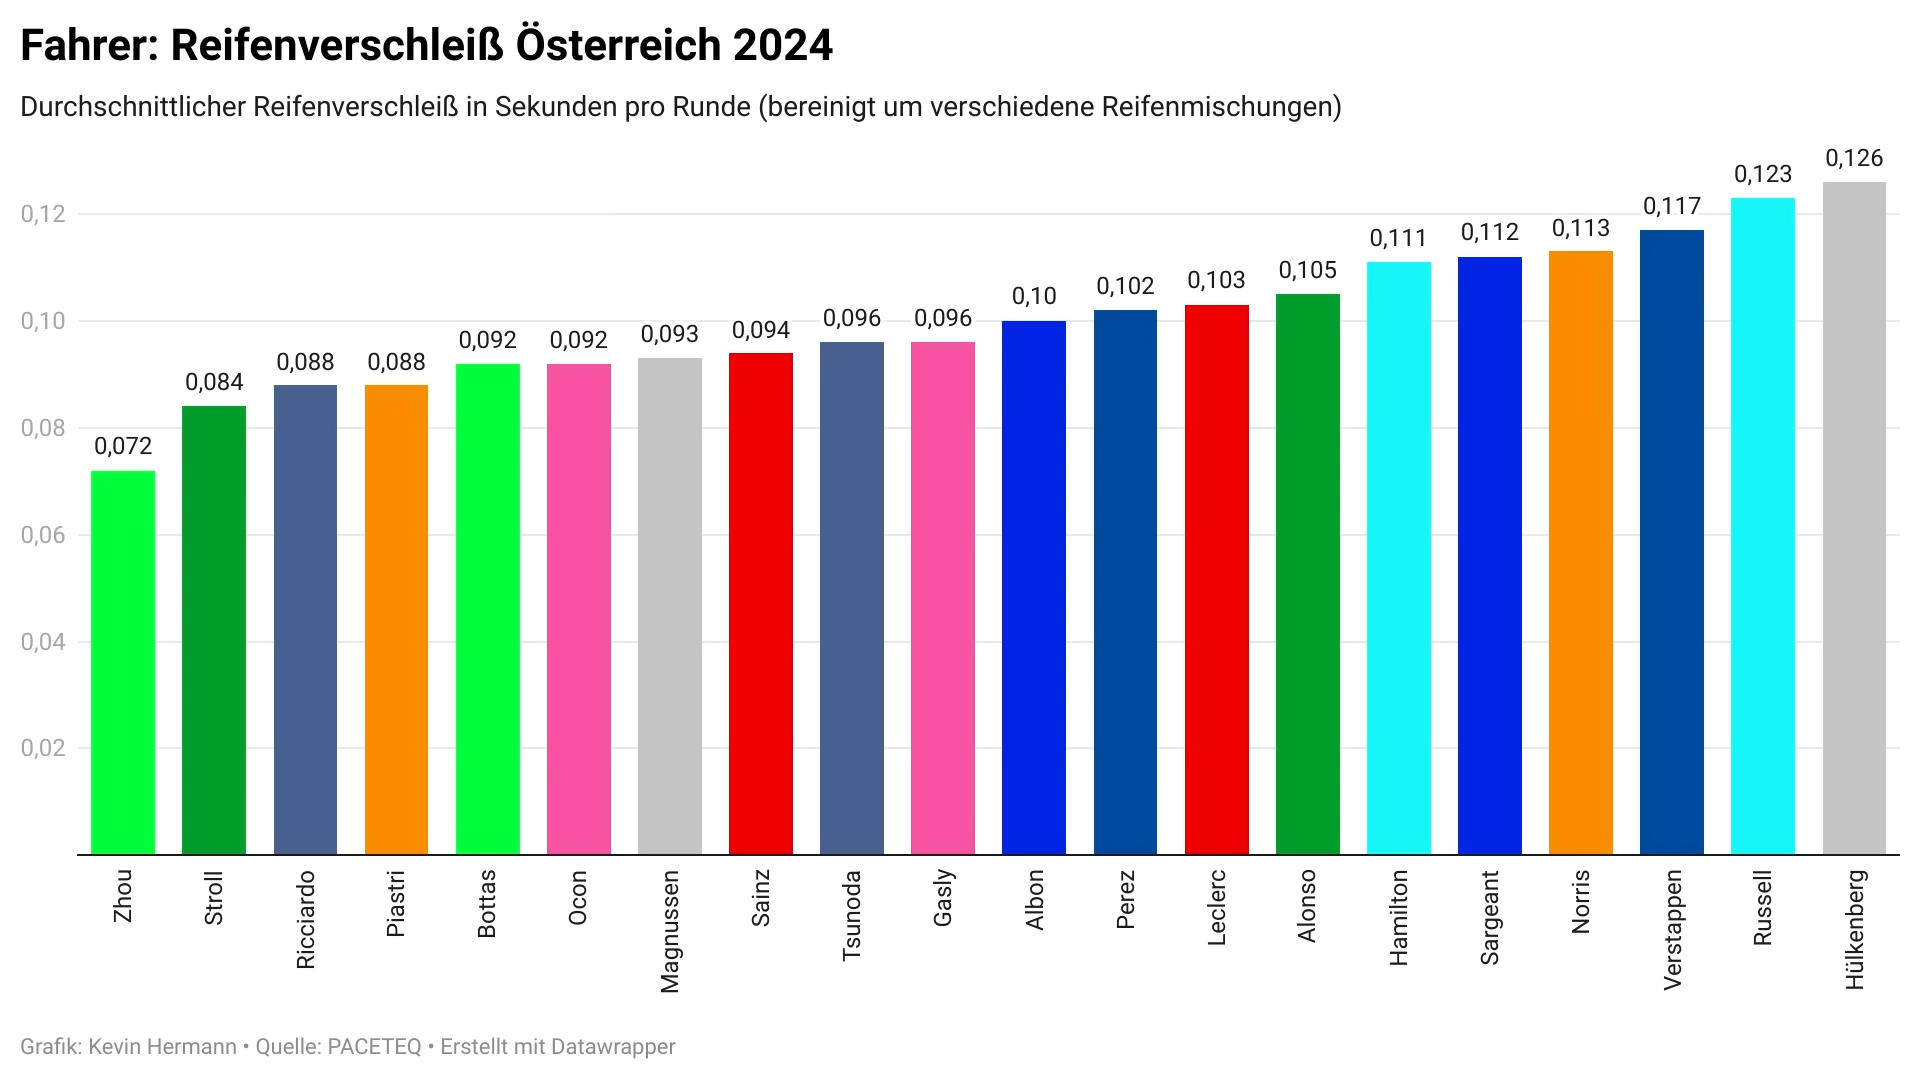 Fahrer: Reifenverschleiß Österreich 2024
Durchschnittlicher Reifenverschleiß in Sekunden pro Runde (bereinigt um verschiedene Reifenmischungen)
0,12
0,10
0,08
0,06
0,04
0,02
0,072
0,084
0,088
0,088
0,092
0,092
0,093
0,094
0,096
0,096
0,10
0,102
0,103
0,105
0,111
0,112
0,113
0,117
0,123
0,126
Zhou
Stroll
Ricciardo
Piastri
Bottas
Ocon
Magnussen
Sainz
Tsunoda
Gasly
Albon
Perez
Leclerc
Alonso
Hamilton
Sargeant
Norris
Verstappen
Russell
Hülkenberg
Grafik: Kevin Hermann • Quelle: PACETEQ • Erstellt mit Datawrapper